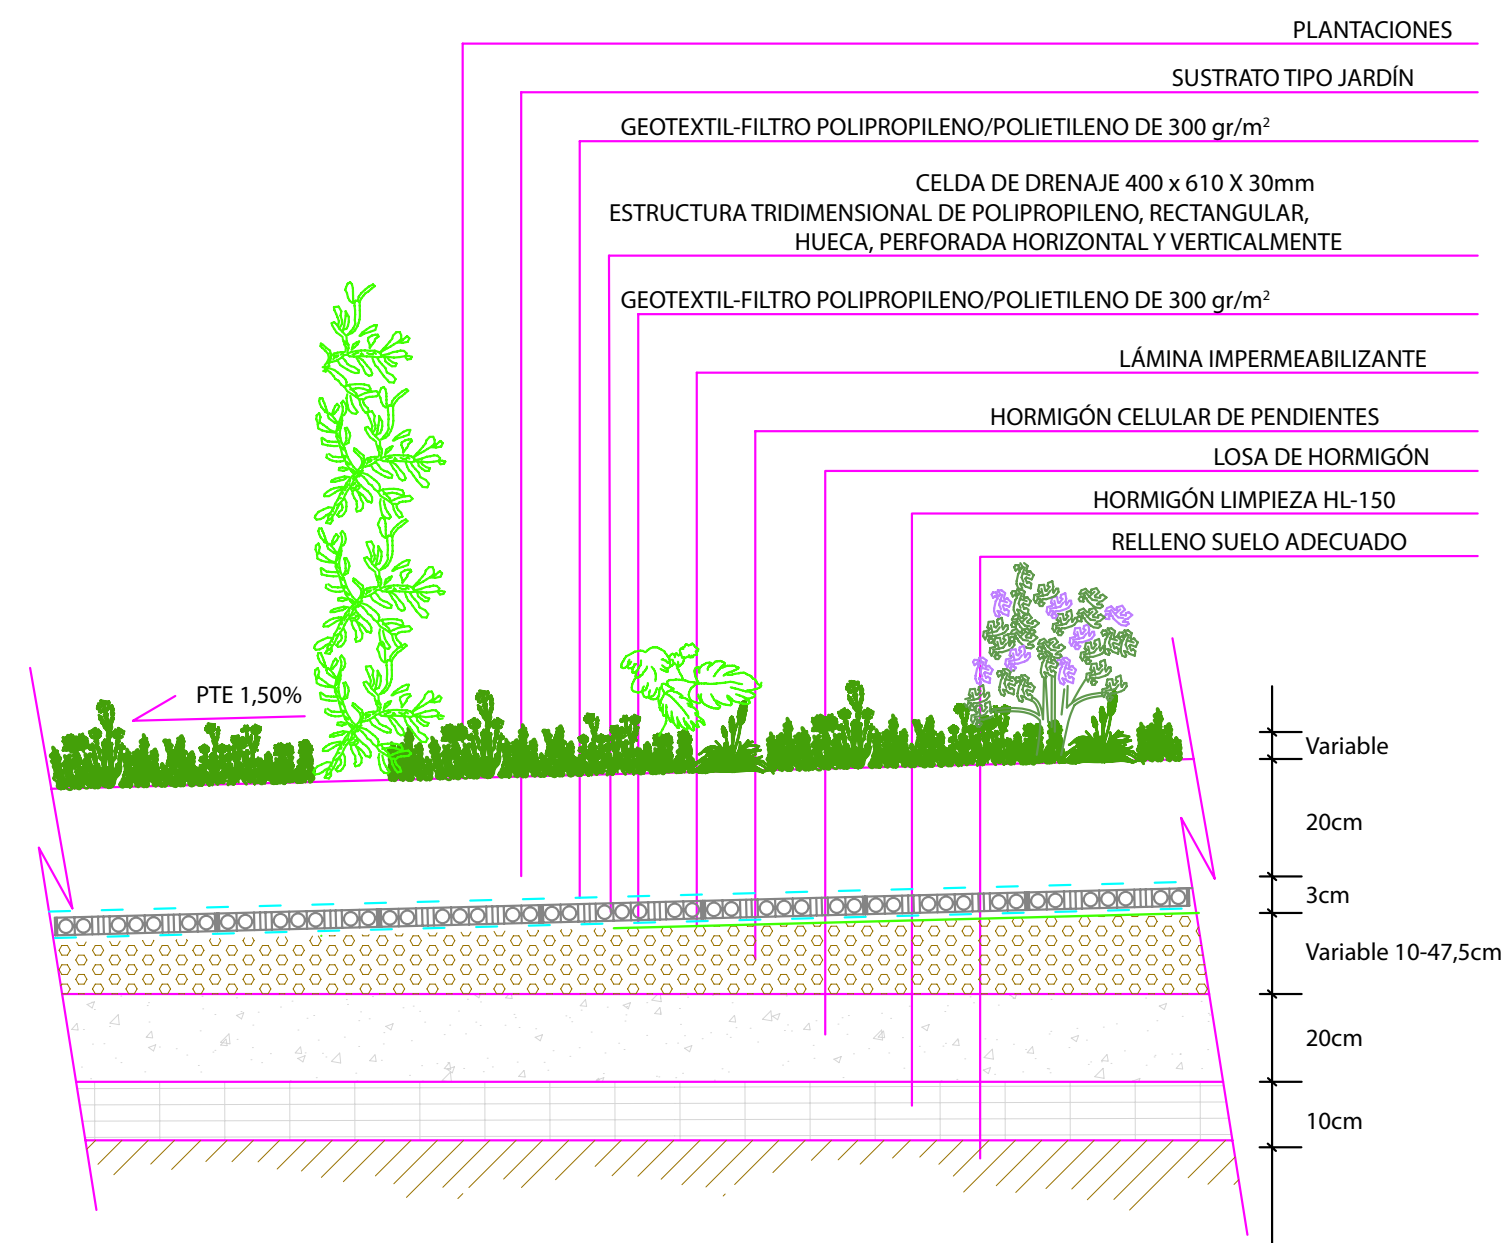 PLANTACIONES
SUSTRATO TIPO JARDÍN
GEOTEXTIL-FILTRO POLIPROPILENO/POLIETILENO DE 300 gr/m²
CELDA DE DRENAJE 400 x 610 X 30mm
ESTRUCTURA TRIDIMENSIONAL DE POLIPROPILENO, RECTANGULAR,
HUECA, PERFORADA HORIZONTAL Y VERTICALMENTE
GEOTEXTIL-FILTRO POLIPROPILENO/POLIETILENO DE 300 gr/m²
LÁMINA IMPERMEABILIZANTE
HORMIGÓN CELULAR DE PENDIENTES
LOSA DE HORMIGÓN
HORMIGÓN LIMPIEZA HL-150
RELLENO SUELO ADECUADO
PTE 1,50%
Variable
20cm
3cm
Variable 10-47,5cm
20cm
10cm